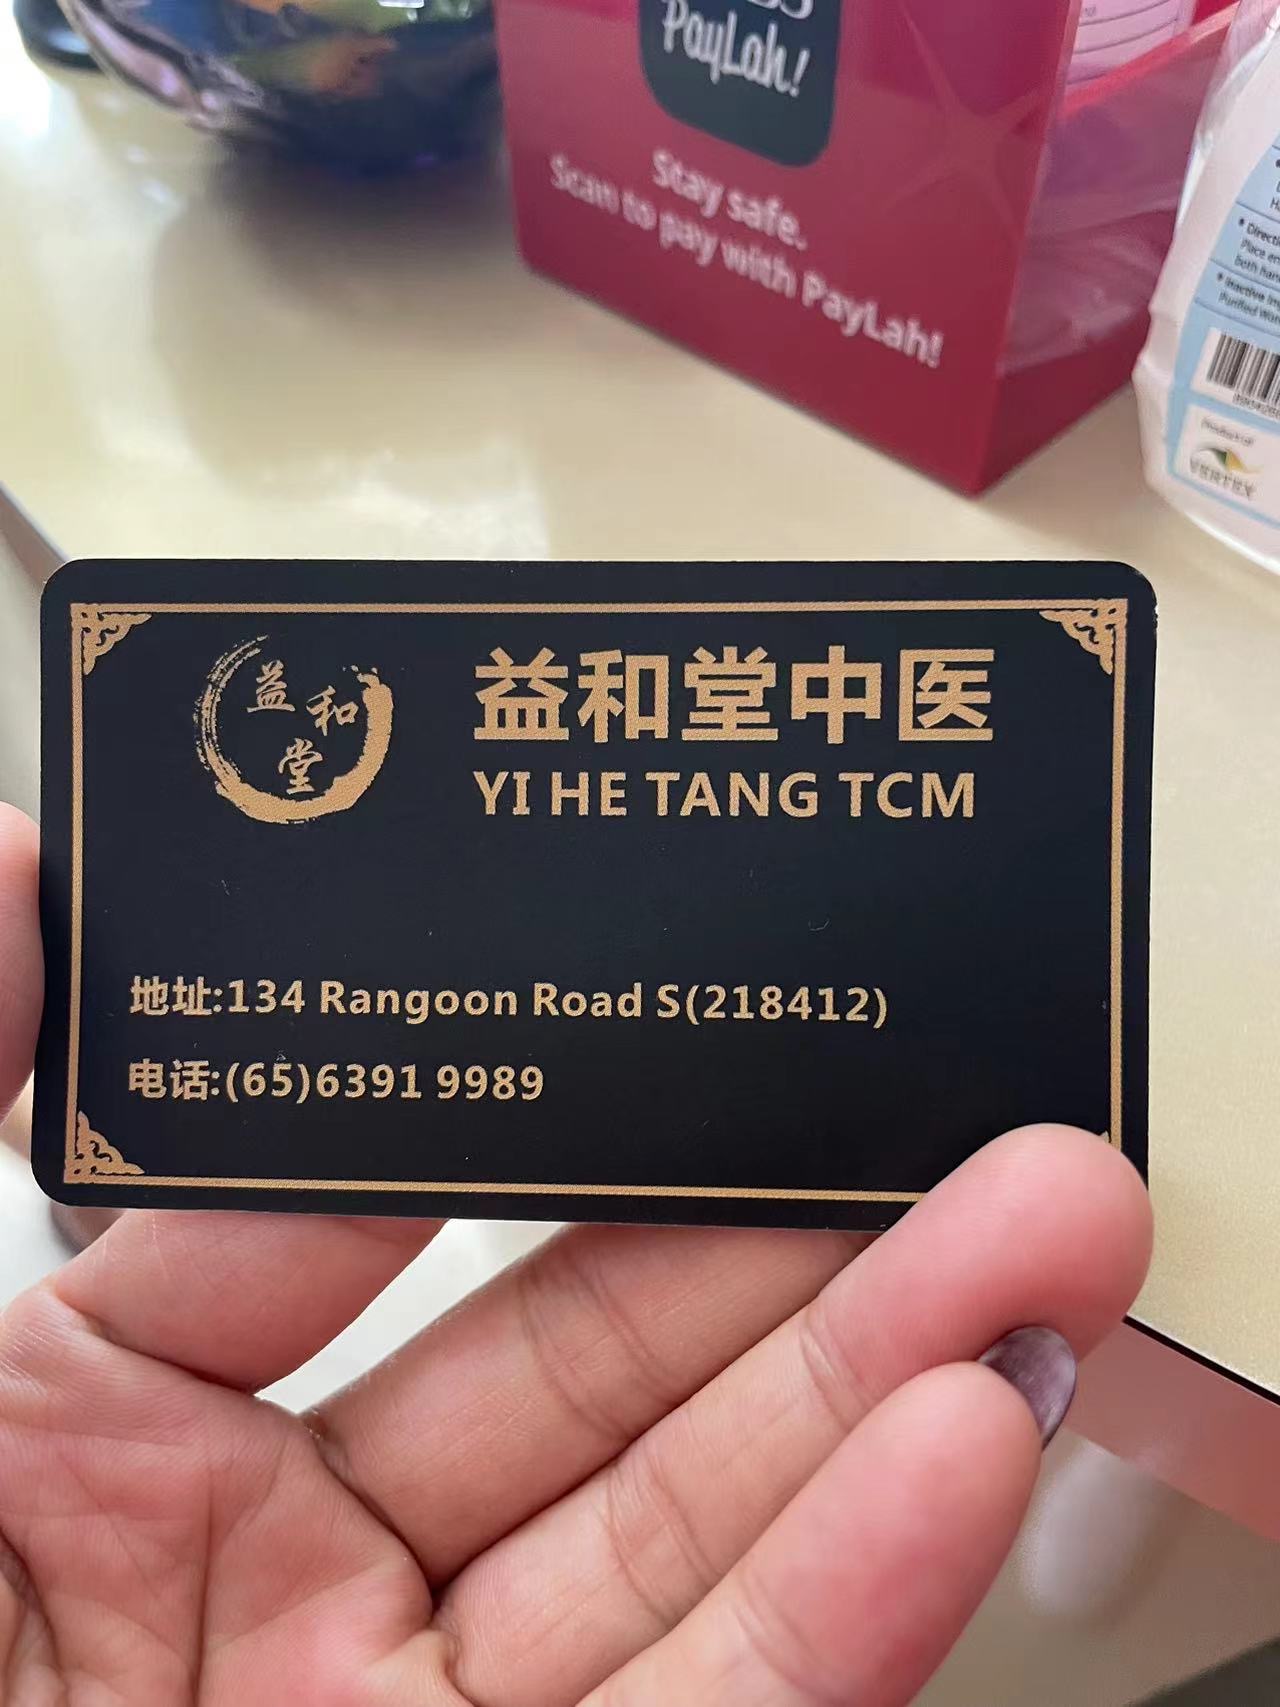 PayLah!
Stay safe.
Scan to pay with PayLah!
VERTEX
益和堂
益和堂中医
YI HE TANG TCM
地址:134 Rangoon Road S(218412)
电话:(65)6391 9989